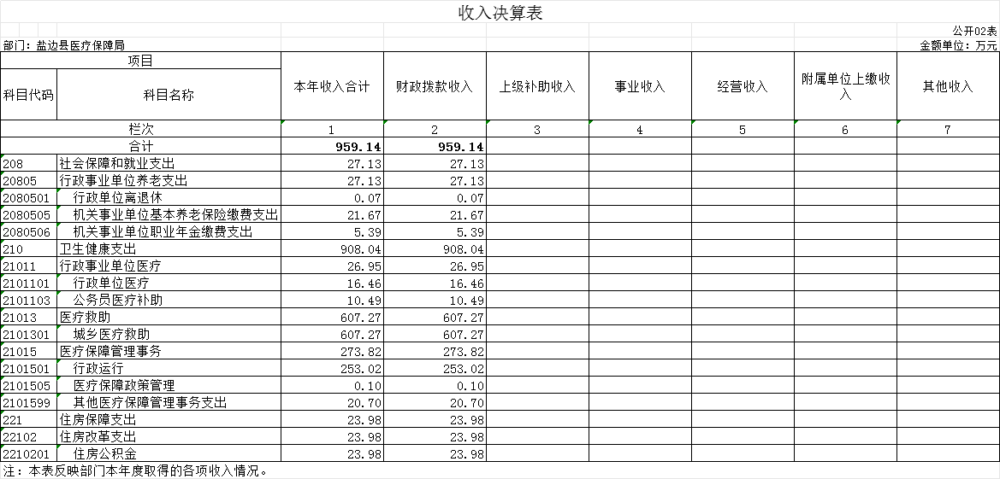 收入决算表
公开02表
部门：盐边县医疗保障局 金额单位：万元
项目 本年收入合计 财政拨款收入 上级补助收入 事业收入 经营收入 附属单位上缴收入 其他收入
科目代码 科目名称
栏次 1 2 3 4 5 6 7
合计 959.14 959.14
208 社会保障和就业支出 27.13 27.13
20805 行政事业单位养老支出 27.13 27.13
2080501 行政单位离退休 0.07 0.07
2080505 机关事业单位基本养老保险缴费支出 21.67 21.67
2080506 机关事业单位职业年金缴费支出 5.39 5.39
210 卫生健康支出 908.04 908.04
21011 行政事业单位医疗 26.95 26.95
2101101 行政单位医疗 16.46 16.46
2101103 公务员医疗补助 10.49 10.49
21013 医疗救助 607.27 607.27
2101301 城乡医疗救助 607.27 607.27
21015 医疗保障管理事务 273.82 273.82
2101501 行政运行 253.02 253.02
2101505 医疗保障政策管理 0.10 0.10
2101599 其他医疗保障管理事务支出 20.70 20.70
221 住房保障支出 23.98 23.98
22102 住房改革支出 23.98 23.98
2210201 住房公积金 23.98 23.98
注：本表反映部门本年度取得的各项收入情况。